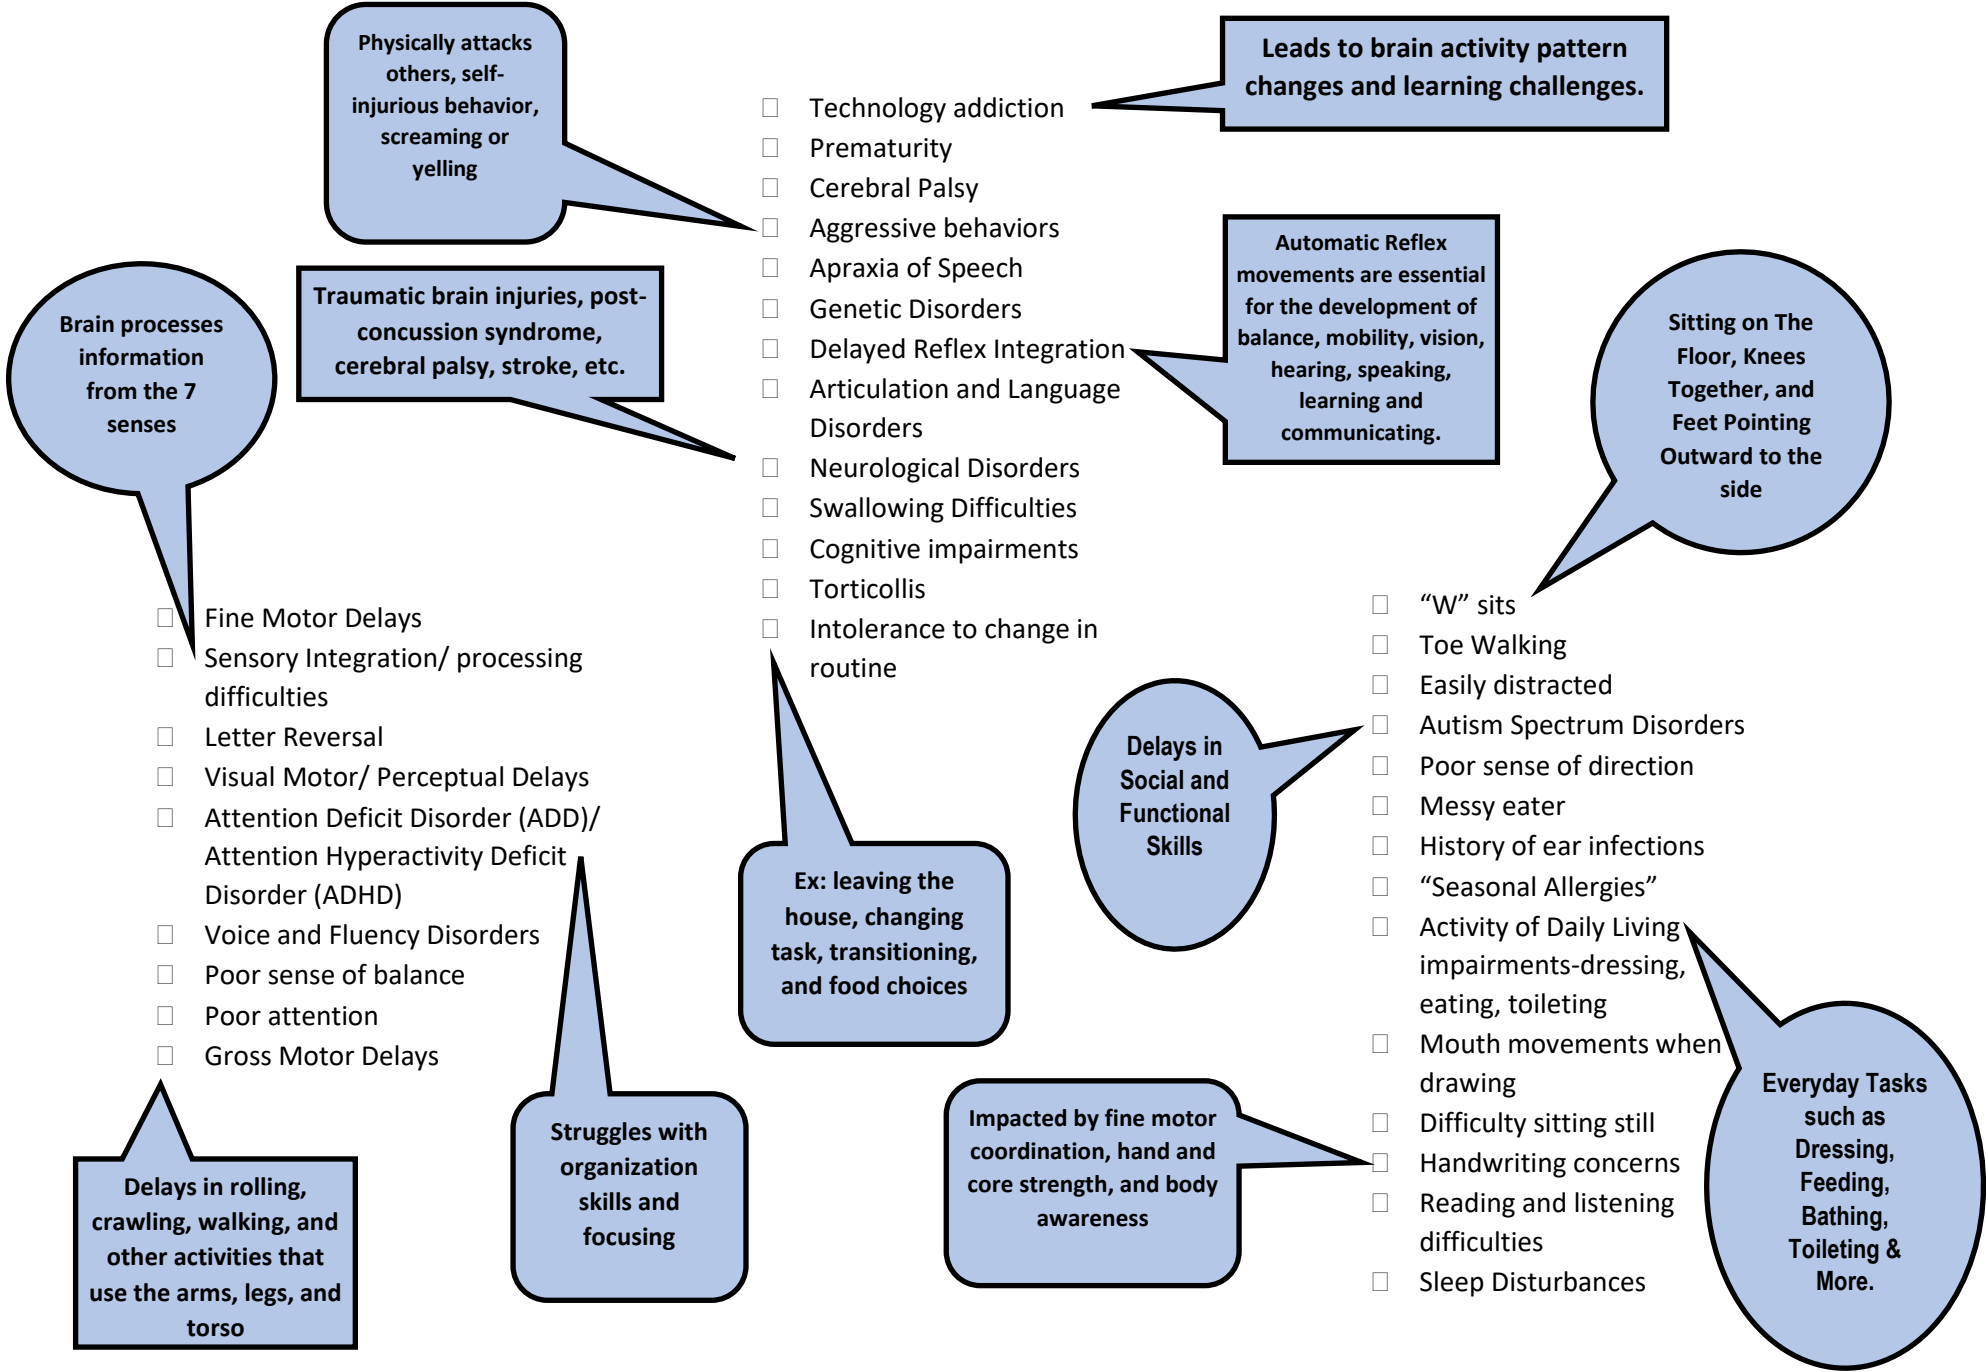 Physically attacks
others, self-
injurious behavior,
screaming or
yelling
Leads to brain activity pattern
changes and learning challenges.
Technology addiction
Prematurity
Cerebral Palsy
Aggressive behaviors
Apraxia of Speech
Genetic Disorders
Delayed Reflex Integration
Articulation and Language
Disorders
Neurological Disorders
Swallowing Difficulties
Cognitive impairments
Torticollis
Intolerance to change in
routine
Automatic Reflex
movements are essential
for the development of
balance, mobility, vision,
hearing, speaking,
learning and
communicating.
Traumatic brain injuries, post-
concussion syndrome,
cerebral palsy, stroke, etc.
Brain processes
information
from the 7
senses
Sitting on The
Floor, Knees
Together, and
Feet Pointing
Outward to the
side
Fine Motor Delays
Sensory Integration/ processing
difficulties
Letter Reversal
Visual Motor/ Perceptual Delays
Attention Deficit Disorder (ADD)/
Attention Hyperactivity Deficit
Disorder (ADHD)
Voice and Fluency Disorders
Poor sense of balance
Poor attention
Gross Motor Delays
Delays in rolling,
crawling, walking, and
other activities that
use the arms, legs, and
torso
Struggles with
organization
skills and
focusing
Ex: leaving the
house, changing
task, transitioning,
and food choices
Delays in
Social and
Functional
Skills
“W” sits
Toe Walking
Easily distracted
Autism Spectrum Disorders
Poor sense of direction
Messy eater
History of ear infections
“Seasonal Allergies”
Activity of Daily Living
impairments-dressing,
eating, toileting
Mouth movements when
drawing
Difficulty sitting still
Handwriting concerns
Reading and listening
difficulties
Sleep Disturbances
Impacted by fine motor
coordination, hand and
core strength, and body
awareness
Everyday Tasks
such as
Dressing,
Feeding,
Bathing,
Toileting &
More.